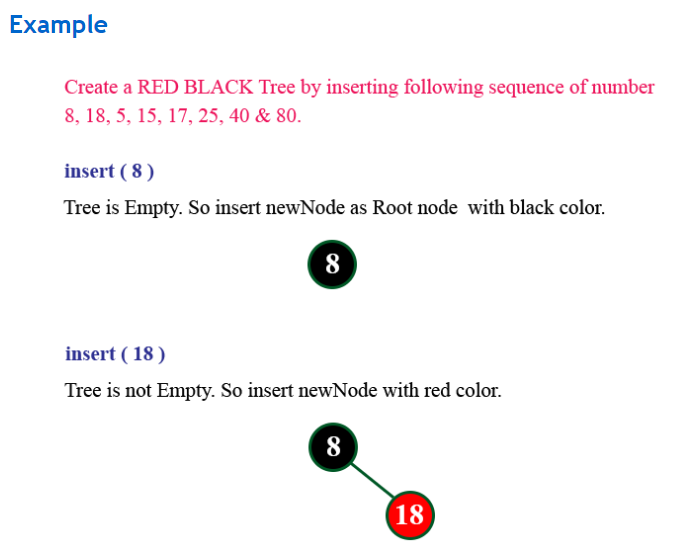 Example
Create a RED BLACK Tree by inserting following sequence of number
8, 18, 5, 15, 17, 25, 40 & 80.
insert ( 8 )
Tree is Empty. So insert newNode as Root node with black color.
8
insert ( 18 )
Tree is not Empty. So insert newNode with red color.
8
18